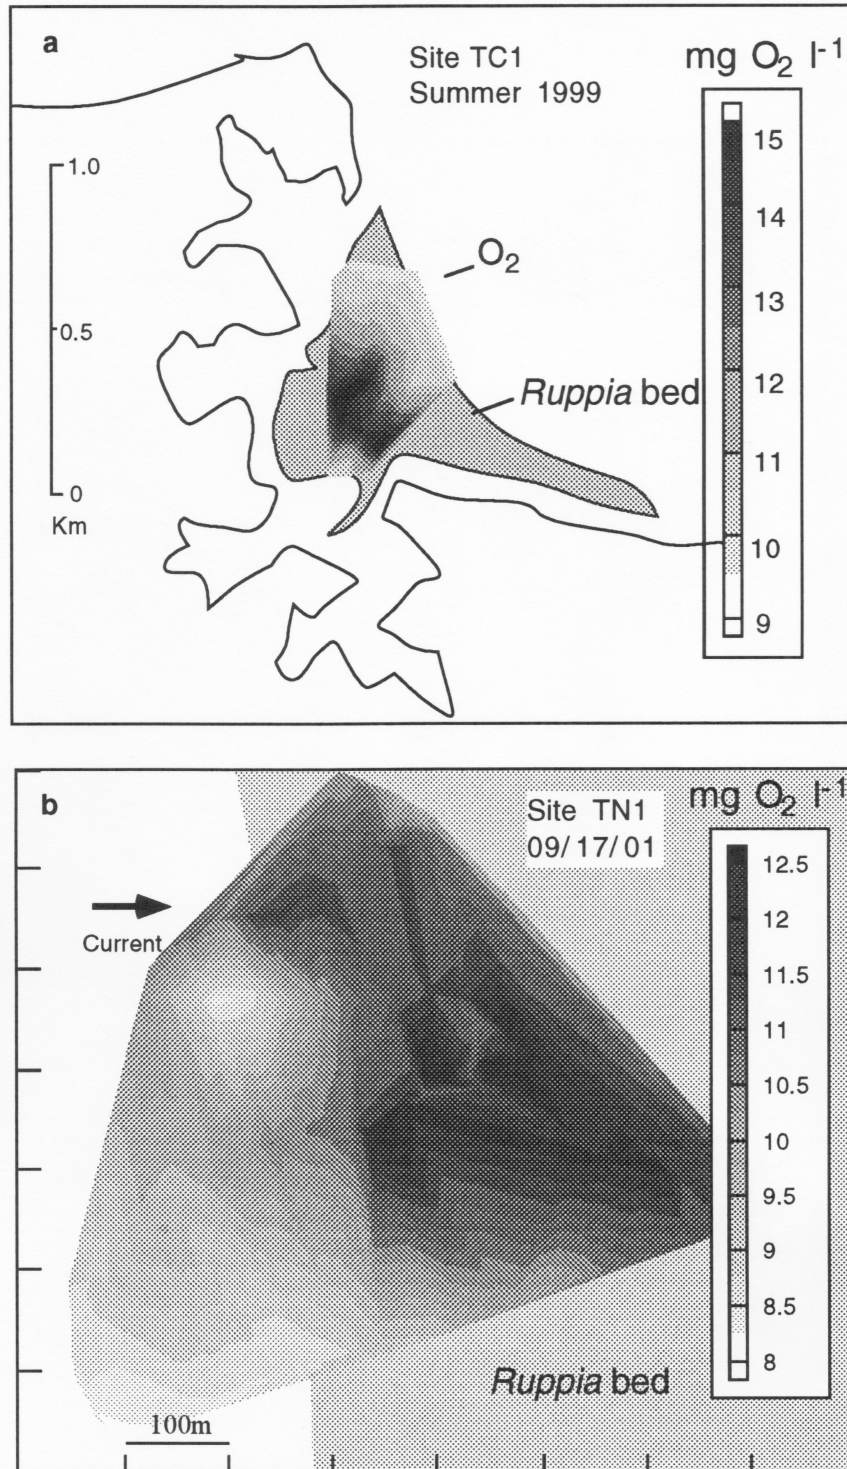 a
Site TC1
Summer 1999
mg O₂ l⁻¹
15
14
13
12
11
10
9
1.0
0.5
0
Km
O₂
Ruppia bed
b
Site TN1
09/17/01
mg O₂ l⁻¹
12.5
12
11.5
11
10.5
10
9.5
9
8.5
8
Current
Ruppia bed
100m